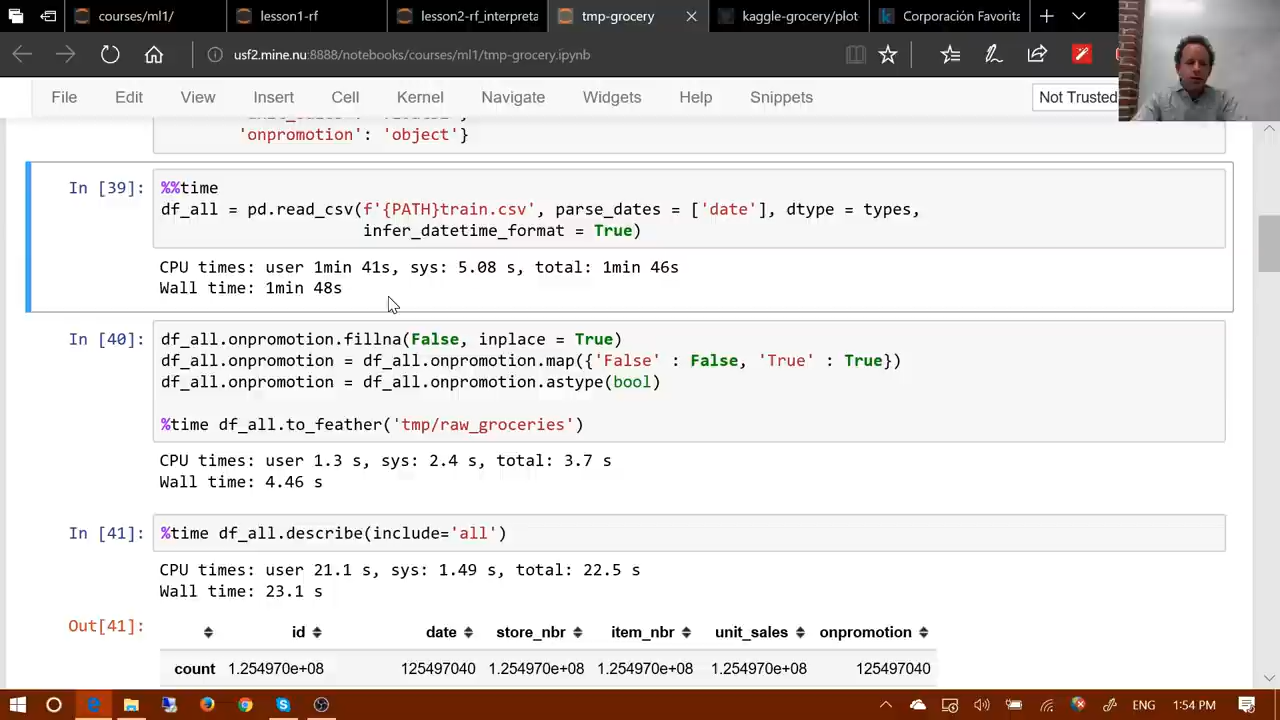 courses/ml1/
lesson1-rf
lesson2-rf_interpreta
tmp-grocery
kaggle-grocery/plot
Corporación Favorita
usf2.mine.nu:8888/notebooks/courses/ml1/tmp-grocery.ipynb
File Edit View Insert Cell Kernel Navigate Widgets Help Snippets Not Trusted
'onpromotion': 'object'}
In [39]: %%time
df_all = pd.read_csv(f'{PATH}train.csv', parse_dates = ['date'], dtype = types,
infer_datetime_format = True)
CPU times: user 1min 41s, sys: 5.08 s, total: 1min 46s
Wall time: 1min 48s
In [40]: df_all.onpromotion.fillna(False, inplace = True)
df_all.onpromotion = df_all.onpromotion.map({'False' : False, 'True' : True})
df_all.onpromotion = df_all.onpromotion.astype(bool)
%time df_all.to_feather('tmp/raw_groceries')
CPU times: user 1.3 s, sys: 2.4 s, total: 3.7 s
Wall time: 4.46 s
In [41]: %time df_all.describe(include='all')
CPU times: user 21.1 s, sys: 1.49 s, total: 22.5 s
Wall time: 23.1 s
Out[41]: id date store_nbr item_nbr unit_sales onpromotion
count 1.254970e+08 125497040 1.254970e+08 1.254970e+08 1.254970e+08 125497040
ENG 1:54 PM